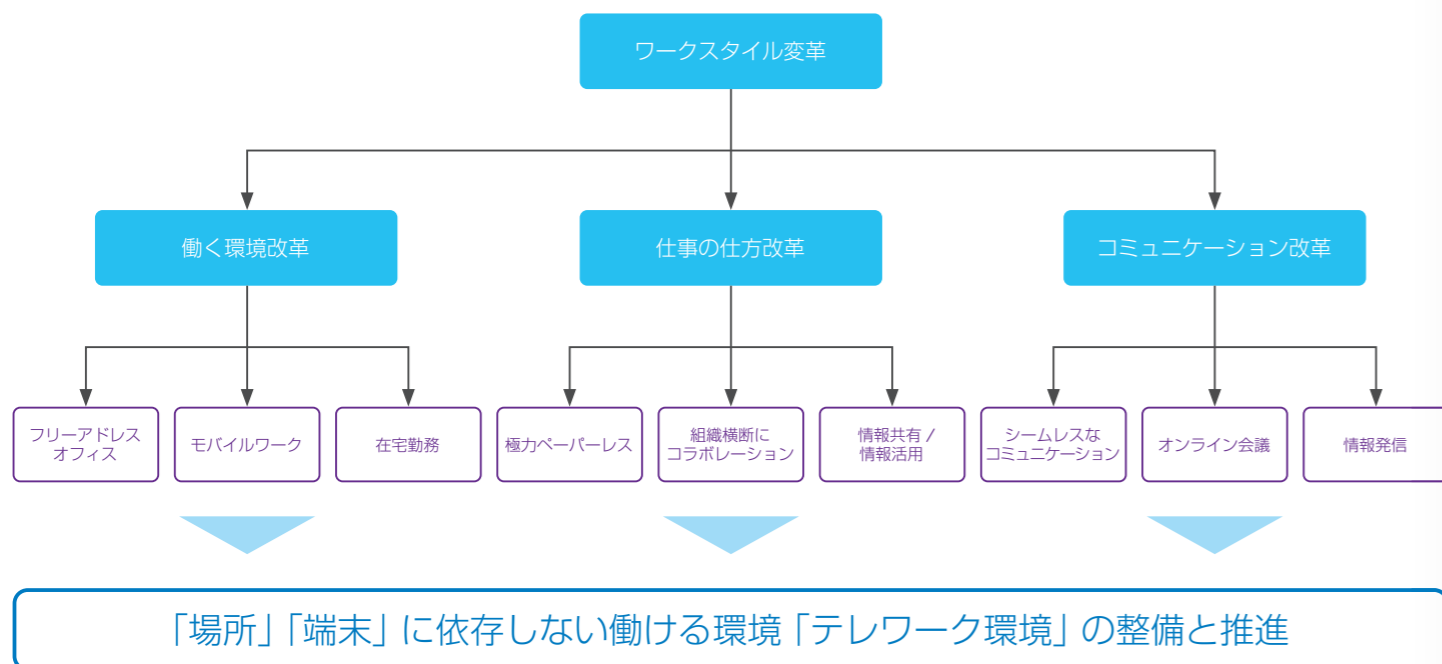 ワークスタイル変革
働く環境改革
仕事の仕方改革
コミュニケーション改革
フリーアドレス
オフィス
モバイルワーク
在宅勤務
極力ペーパーレス
組織横断に
コラボレーション
情報共有 /
情報活用
シームレスな
コミュニケーション
オンライン会議
情報発信
「場所」「端末」に依存しない働ける環境「テレワーク環境」の整備と推進